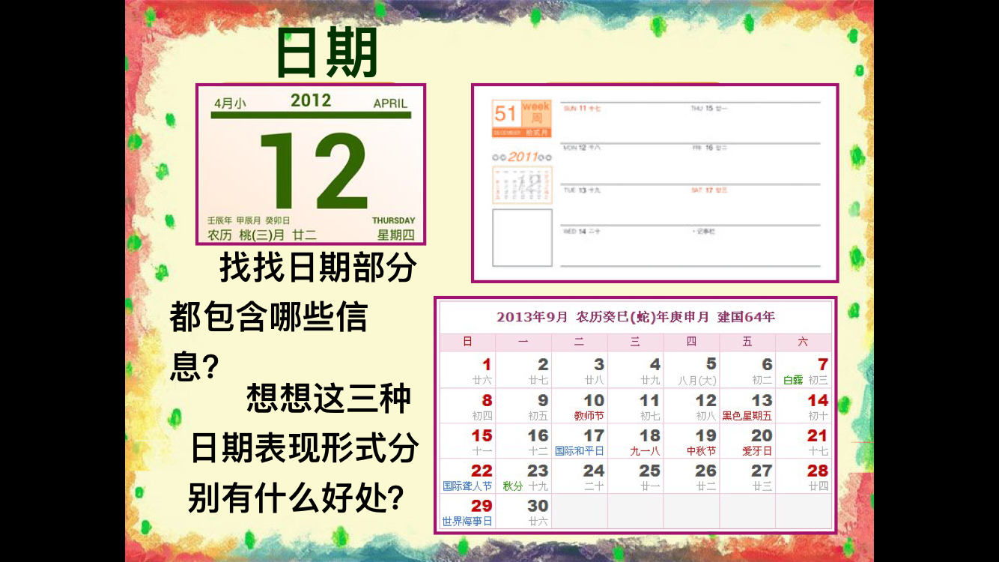 日期
4月小 2012 APRIL
12
壬辰年 甲辰月 癸卯日 THURSDAY
农历 桃(三)月 廿二 星期四
51 week 周
DECEMBER 拾贰月
2011
12
SUN 11 十七 THU 15 廿一
MON 12 十八 FRI 16 廿二
TUE 13 十九 SAT 17 廿三
WED 14 二十 ·记事栏
找找日期部分
都包含哪些信
息?
想想这三种
日期表现形式分
别有什么好处?
2013年9月 农历癸巳(蛇)年庚申月 建国64年
日 一 二 三 四 五 六
1 2 3 4 5 6 7
廿六 廿七 廿八 廿九 八月(大) 初二 白露 初三
8 9 10 11 12 13 14
初四 初五 教师节 初七 初八 黑色星期五 初十
15 16 17 18 19 20 21
十一 十二 国际和平日 九一八 中秋节 爱牙日 十七
22 23 24 25 26 27 28
国际聋人节 秋分 十九 二十 廿一 廿二 廿三 廿四
29 30
世界海事日 廿六